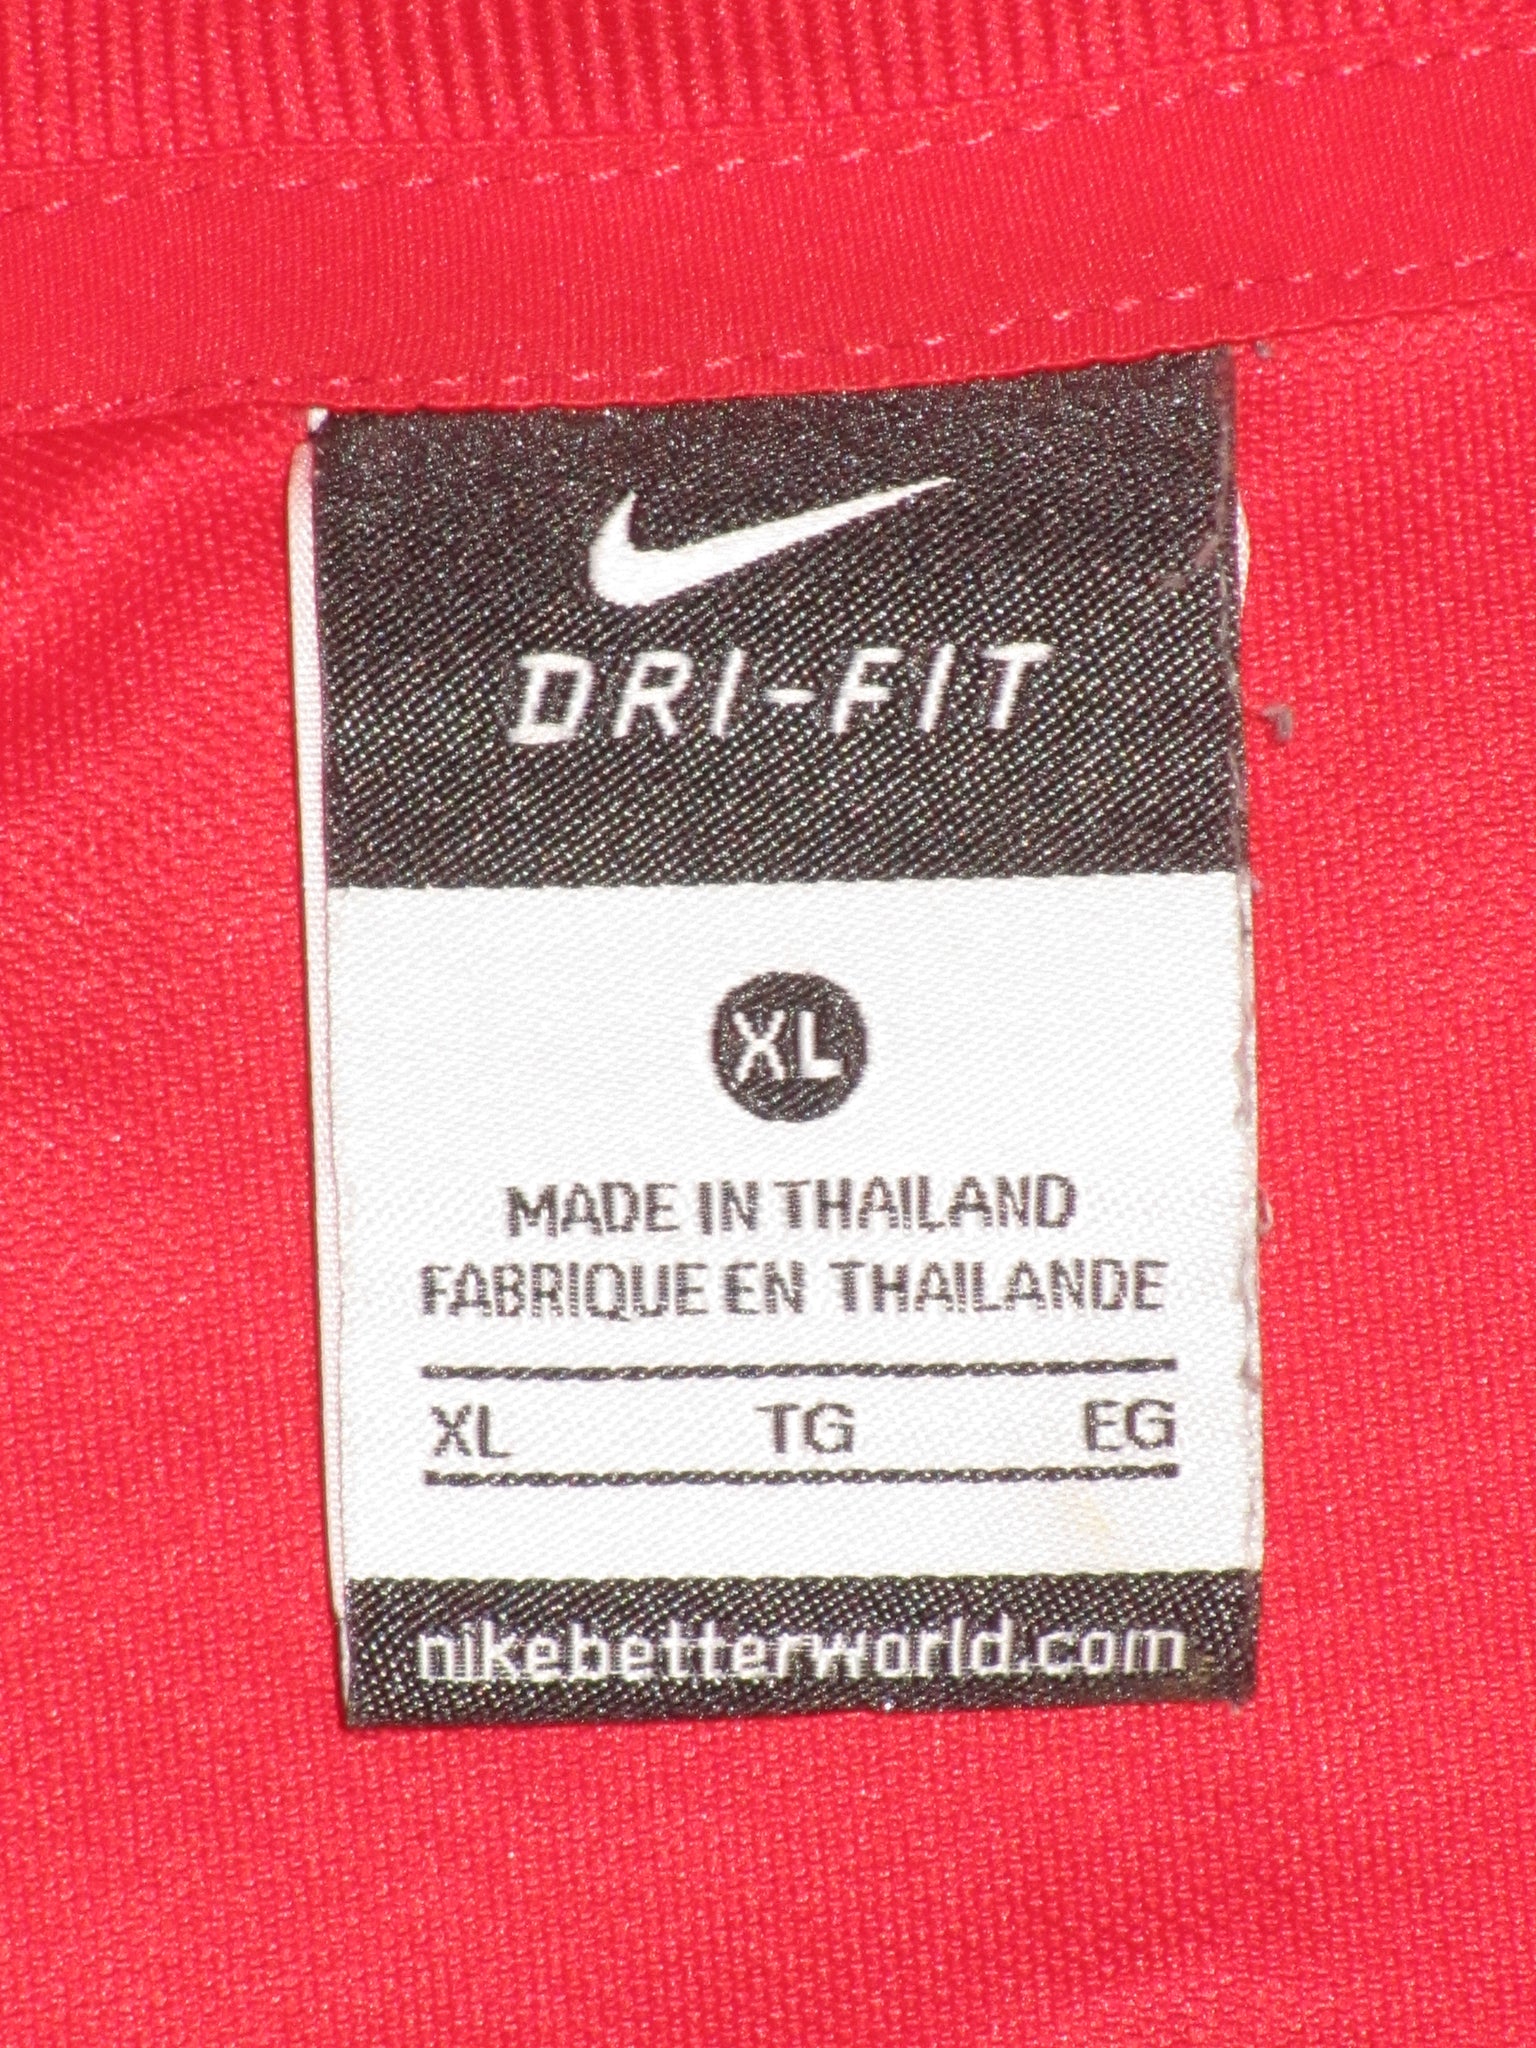 DRI-FIT
XL
MADE IN THAILAND
FABRIQUE EN THAILANDE
XL TG EG
nikebetterworld.com